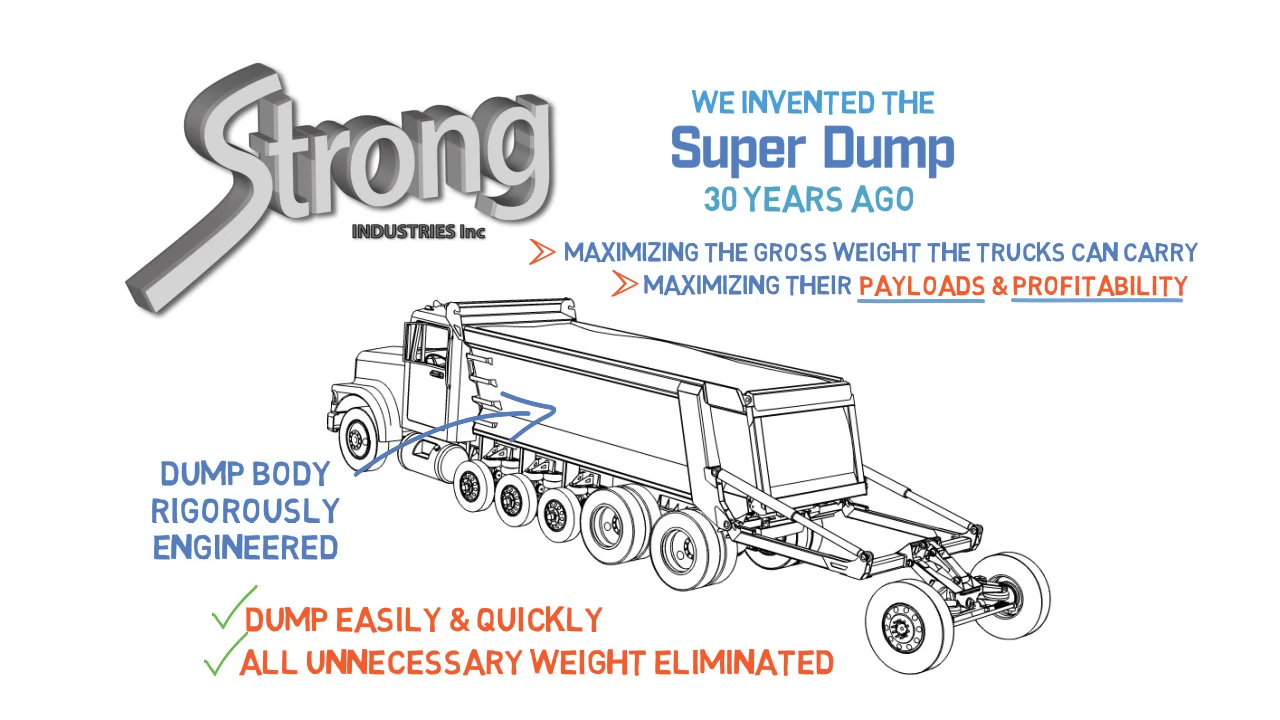 Strong
INDUSTRIES Inc
WE INVENTED THE
Super Dump
30 YEARS AGO
MAXIMIZING THE GROSS WEIGHT THE TRUCKS CAN CARRY
MAXIMIZING THEIR PAYLOADS & PROFITABILITY
DUMP BODY
RIGOROUSLY
ENGINEERED
DUMP EASILY & QUICKLY
ALL UNNECESSARY WEIGHT ELIMINATED